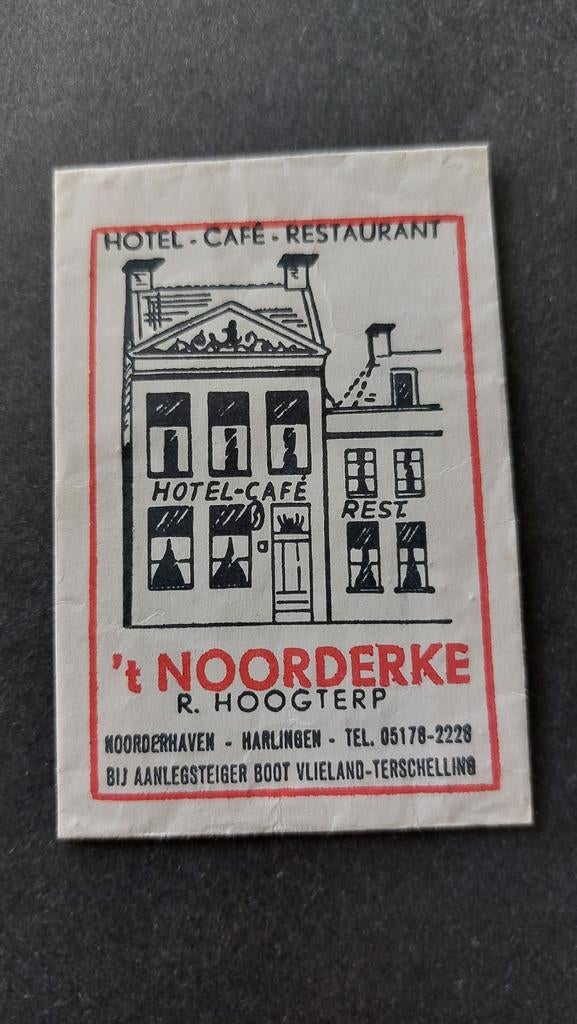 HOTEL - CAFÉ - RESTAURANT
HOTEL-CAFÉ
REST.
't NOORDERKE
R. HOOGTERP
NOORDERHAVEN - HARLINGEN - TEL. 05178-2228
BIJ AANLEGSTEIGER BOOT VLIELAND-TERSCHELLING